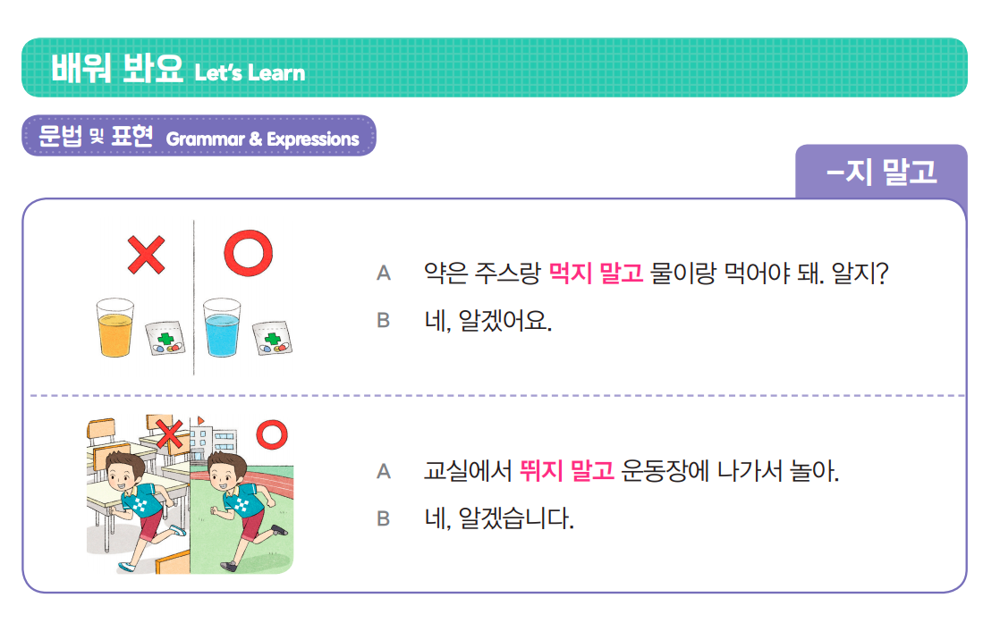 배워 봐요 Let's Learn
문법 및 표현 Grammar & Expressions
-지 말고
A 약은 주스랑 먹지 말고 물이랑 먹어야 돼. 알지?
B 네, 알겠어요.
A 교실에서 뛰지 말고 운동장에 나가서 놀아.
B 네, 알겠습니다.